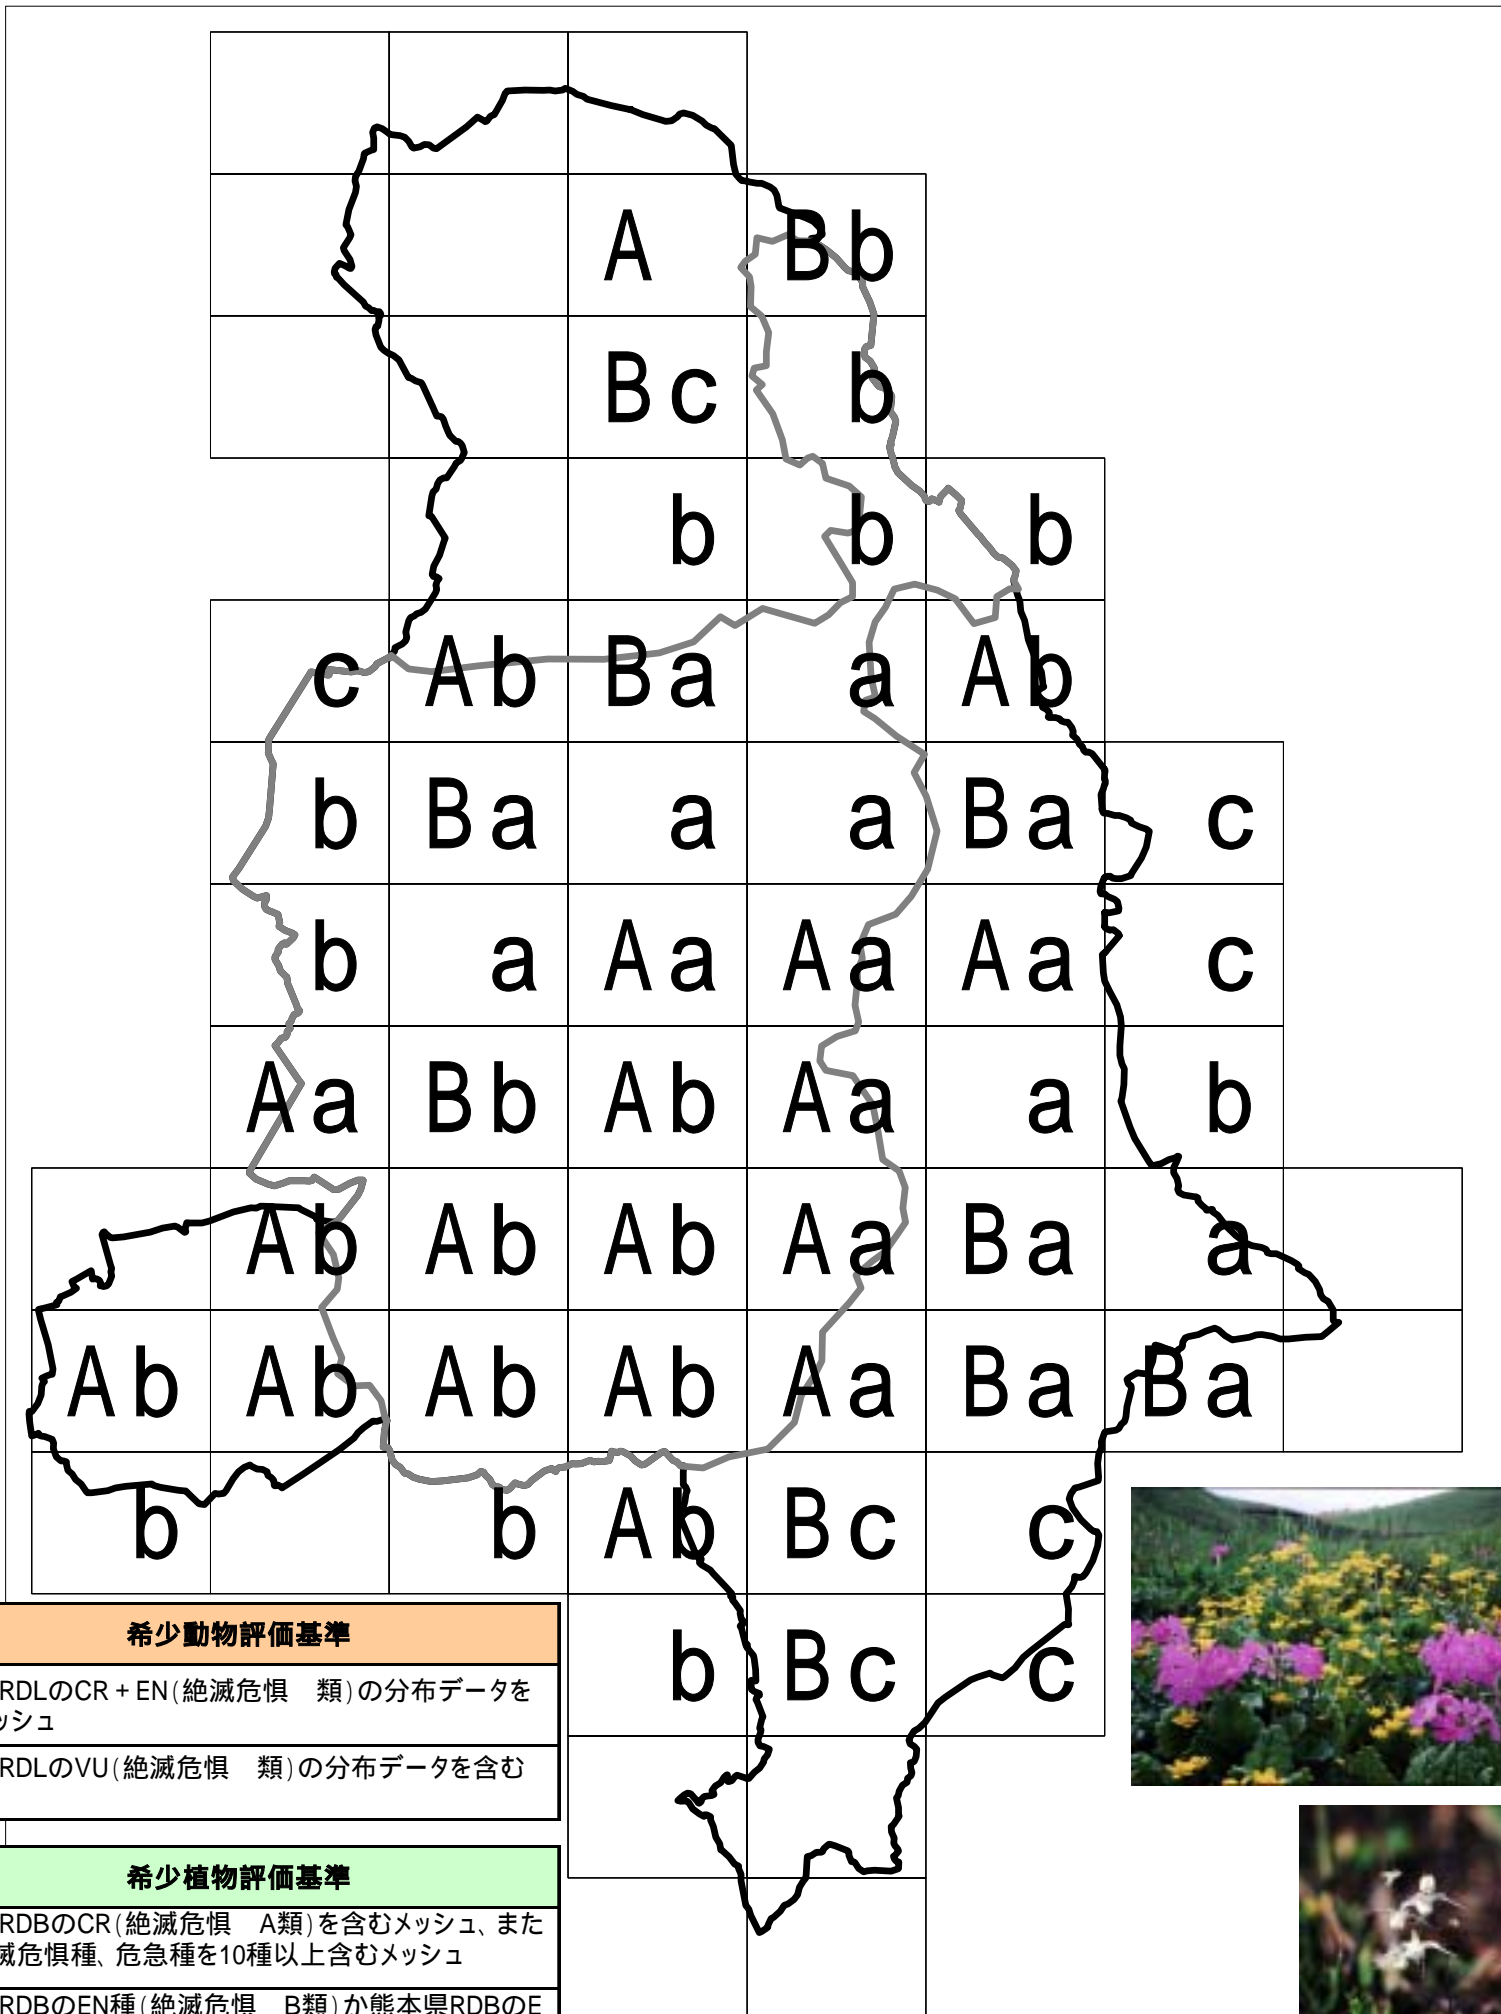 A Bb
Bc b
b b b
c Ab Ba a Ab
b Ba a a Ba c
b a Aa Aa Aa c
Aa Bb Ab Aa a b
Ab Ab Ab Aa Ba a
Ab Ab Ab Ab Aa Ba Ba
b b Ab Bc c
b Bc c
希少動物評価基準
RDLのCR+EN(絶滅危惧 類)の分布データを
ッシュ
RDLのVU(絶滅危惧 類)の分布データを含む
希少植物評価基準
RDBのCR(絶滅危惧 A類)を含むメッシュ、また
滅危惧種、危急種を10種以上含むメッシュ
RDBのEN種(絶滅危惧 B類)か熊本県RDBのE